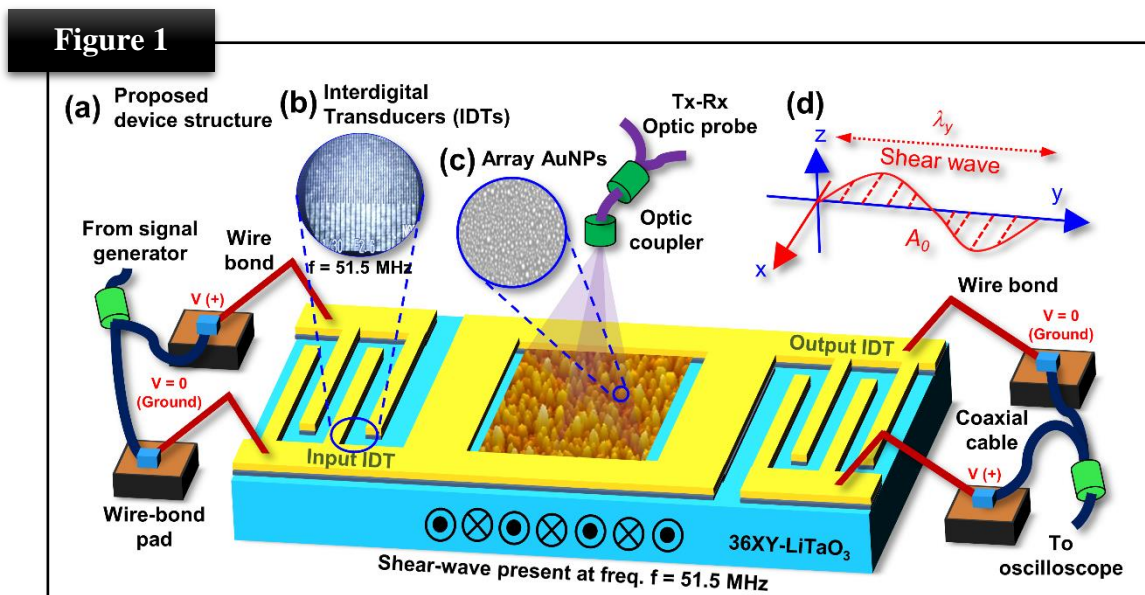 Figure 1
(a) Proposed
device structure
(b) Interdigital
Transducers (IDTs)
f = 51.5 MHz
(c) Array AuNPs
Tx-Rx
Optic probe
Optic
coupler
(d)
z
λy
Shear wave
y
A0
x
From signal
generator
Wire
bond
V (+)
V = 0
(Ground)
Wire-bond
pad
Input IDT
Output IDT
Wire bond
V = 0
(Ground)
Coaxial
cable
V (+)
To
oscilloscope
36XY-LiTaO3
Shear-wave present at freq. f = 51.5 MHz